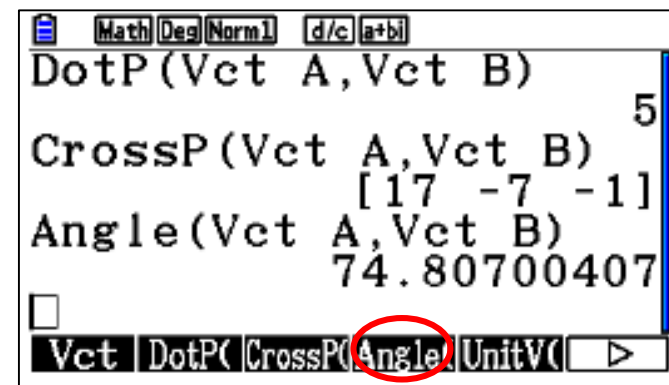 Math Deg Norm1 d/c a+bi
DotP(Vct A,Vct B)
5
CrossP(Vct A,Vct B)
[17 -7 -1]
Angle(Vct A,Vct B)
74.80700407
Vct DotP( CrossP( Angle( UnitV( ▷